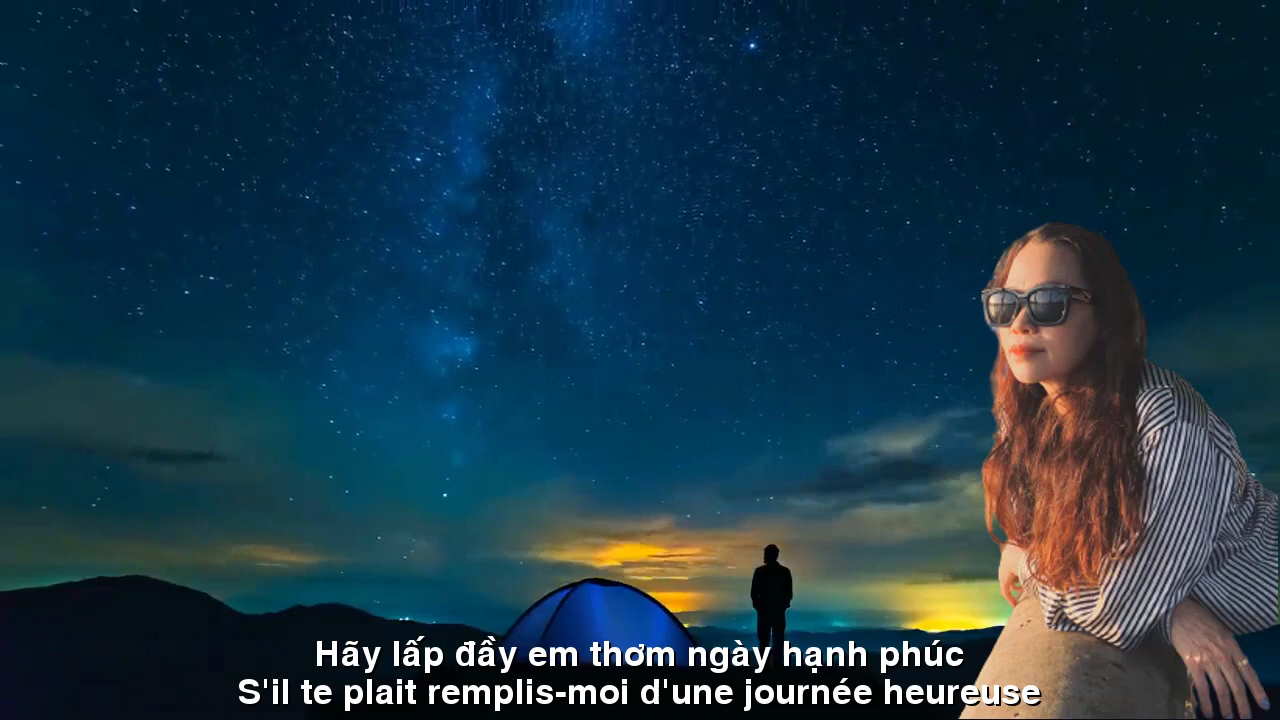 Hãy lấp đầy em thơm ngày hạnh phúc
S'il te plait remplis-moi d'une journée heureuse